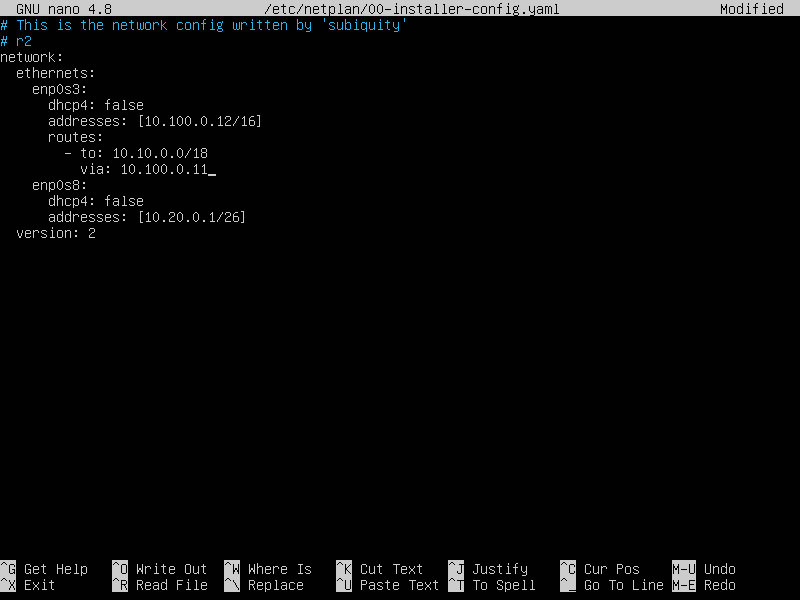 GNU nano 4.8 /etc/netplan/00-installer-config.yaml Modified
# This is the network config written by 'subiquity'
# r2
network:
  ethernets:
    enp0s3:
      dhcp4: false
      addresses: [10.100.0.12/16]
      routes:
        - to: 10.10.0.0/18
          via: 10.100.0.11_
    enp0s8:
      dhcp4: false
      addresses: [10.20.0.1/26]
  version: 2
^G Get Help ^O Write Out ^W Where Is ^K Cut Text ^J Justify ^C Cur Pos M-U Undo
^X Exit ^R Read File ^\ Replace ^U Paste Text ^T To Spell ^_ Go To Line M-E Redo